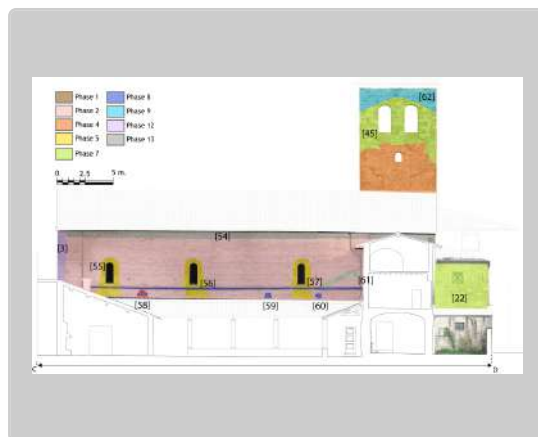 Phase 1
Phase 2
Phase 4
Phase 5
Phase 7
Phase 8
Phase 9
Phase 12
Phase 13
0 2.5 5 m.
[62]
[45]
[54]
[3]
[55]
[56]
[57]
[61]
[58]
[59]
[60]
[22]
C
D